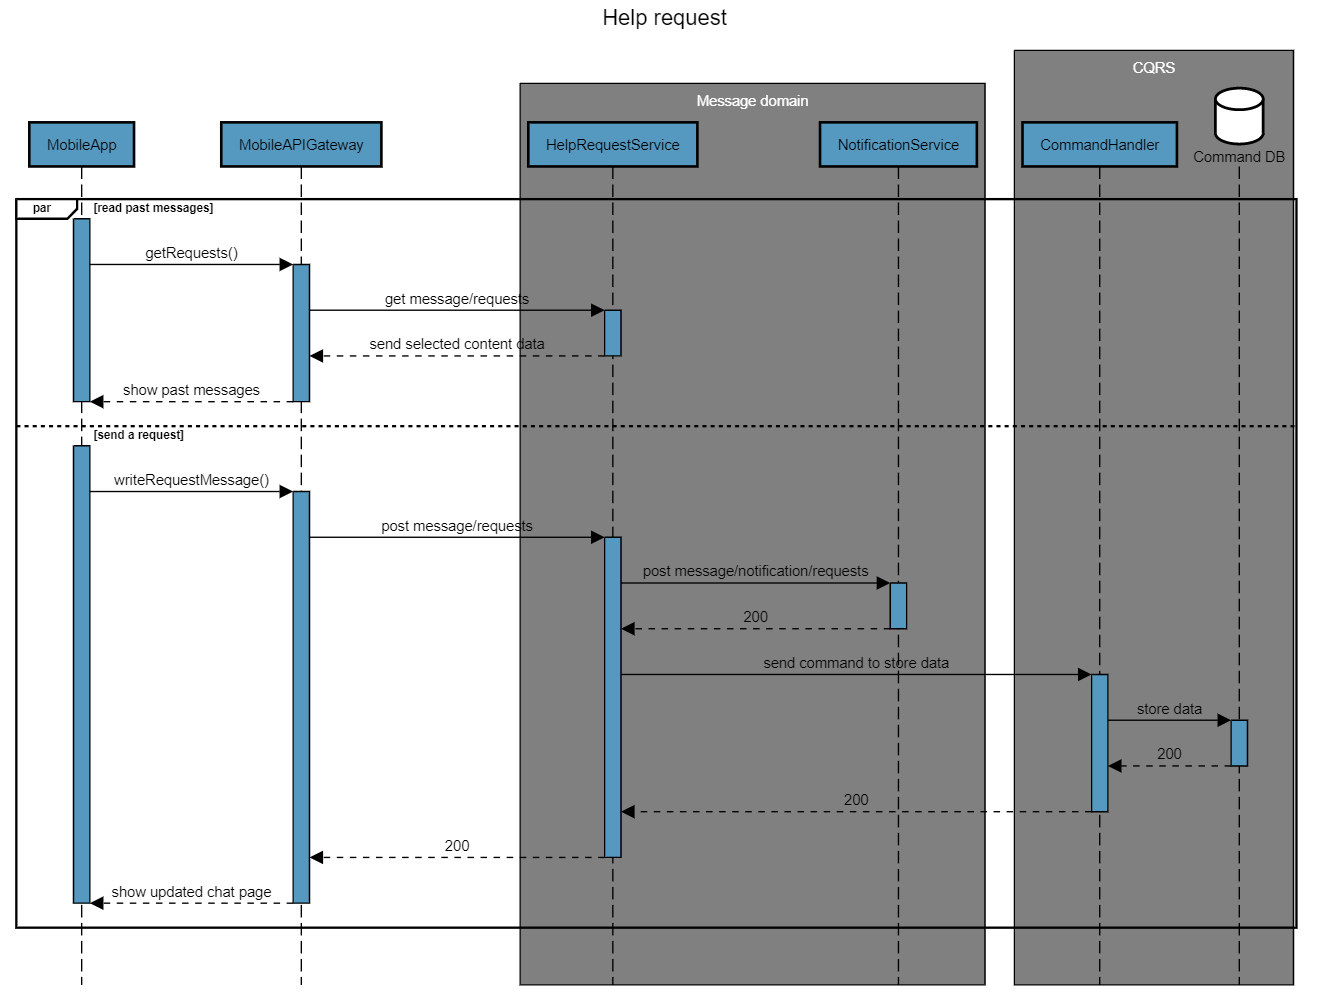 Help request
CQRS
Message domain
MobileApp
MobileAPIGateway
HelpRequestService
NotificationService
CommandHandler
Command DB
par
[read past messages]
getRequests()
get message/requests
send selected content data
show past messages
[send a request]
writeRequestMessage()
post message/requests
post message/notification/requests
200
send command to store data
store data
200
200
200
show updated chat page